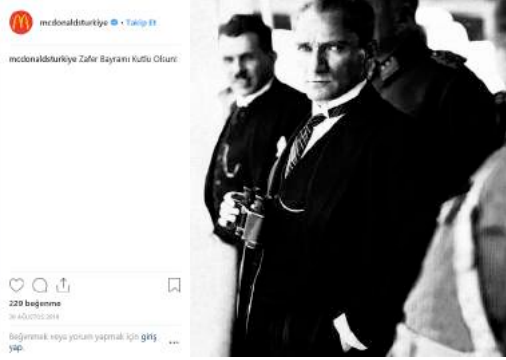 mcdonaldsturkiye • Takip Et
mcdonaldsturkiye Zafer Bayramı Kutlu Olsun!
229 beğenme
30 AĞUSTOS 2018
Beğenmek veya yorum yapmak için giriş
yap.